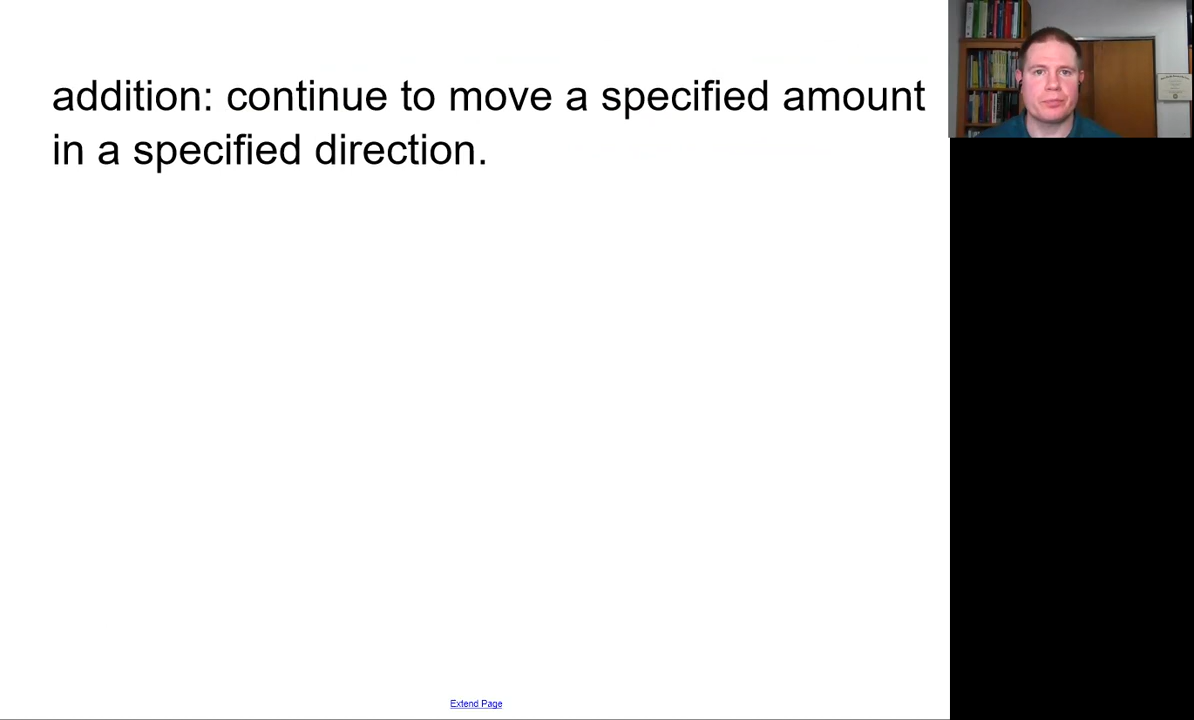 addition: continue to move a specified amount
in a specified direction.
Extend Page